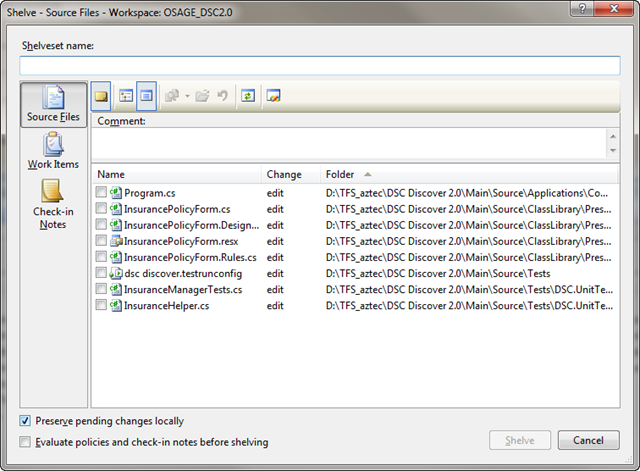 Shelve - Source Files - Workspace: OSAGE_DSC2.0
Shelveset name:
Source Files
Work Items
Check-in
Notes
Comment:
Name Change Folder
Program.cs edit D:\TFS_aztec\DSC Discover 2.0\Main\Source\Applications\Co...
InsurancePolicyForm.cs edit D:\TFS_aztec\DSC Discover 2.0\Main\Source\ClassLibrary\Pres...
InsurancePolicyForm.Design... edit D:\TFS_aztec\DSC Discover 2.0\Main\Source\ClassLibrary\Pres...
InsurancePolicyForm.resx edit D:\TFS_aztec\DSC Discover 2.0\Main\Source\ClassLibrary\Pres...
InsurancePolicyForm.Rules.cs edit D:\TFS_aztec\DSC Discover 2.0\Main\Source\ClassLibrary\Pres...
dsc discover.testrunconfig edit D:\TFS_aztec\DSC Discover 2.0\Main\Source\Tests
InsuranceManagerTests.cs edit D:\TFS_aztec\DSC Discover 2.0\Main\Source\Tests\DSC.UnitTe...
InsuranceHelper.cs edit D:\TFS_aztec\DSC Discover 2.0\Main\Source\Tests\DSC.UnitTe...
Preserve pending changes locally
Evaluate policies and check-in notes before shelving
Shelve Cancel